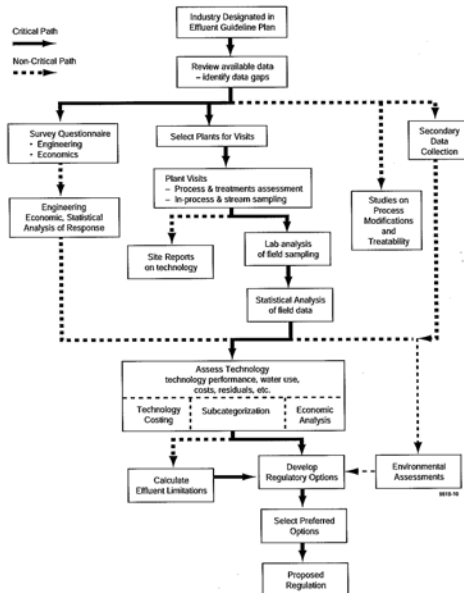 Critical Path
Non-Critical Path
Industry Designated in
Effluent Guideline Plan
Review available data
– identify data gaps
Survey Questionnaire
• Engineering
• Economics
Select Plants for Visits
Secondary
Data
Collection
Plant Visits
– Process & treatments assessment
– In-process & stream sampling
Engineering
Economic, Statistical
Analysis of Response
Studies on
Process
Modifications
and
Treatability
Site Reports
on technology
Lab analysis
of field sampling
Statistical Analysis
of field data
Assess Technology
technology performance, water use,
costs, residuals, etc.
Technology
Costing
Subcategorization
Economic
Analysis
Calculate
Effluent Limitations
Develop
Regulatory Options
Environmental
Assessments
Select Preferred
Options
Proposed
Regulation